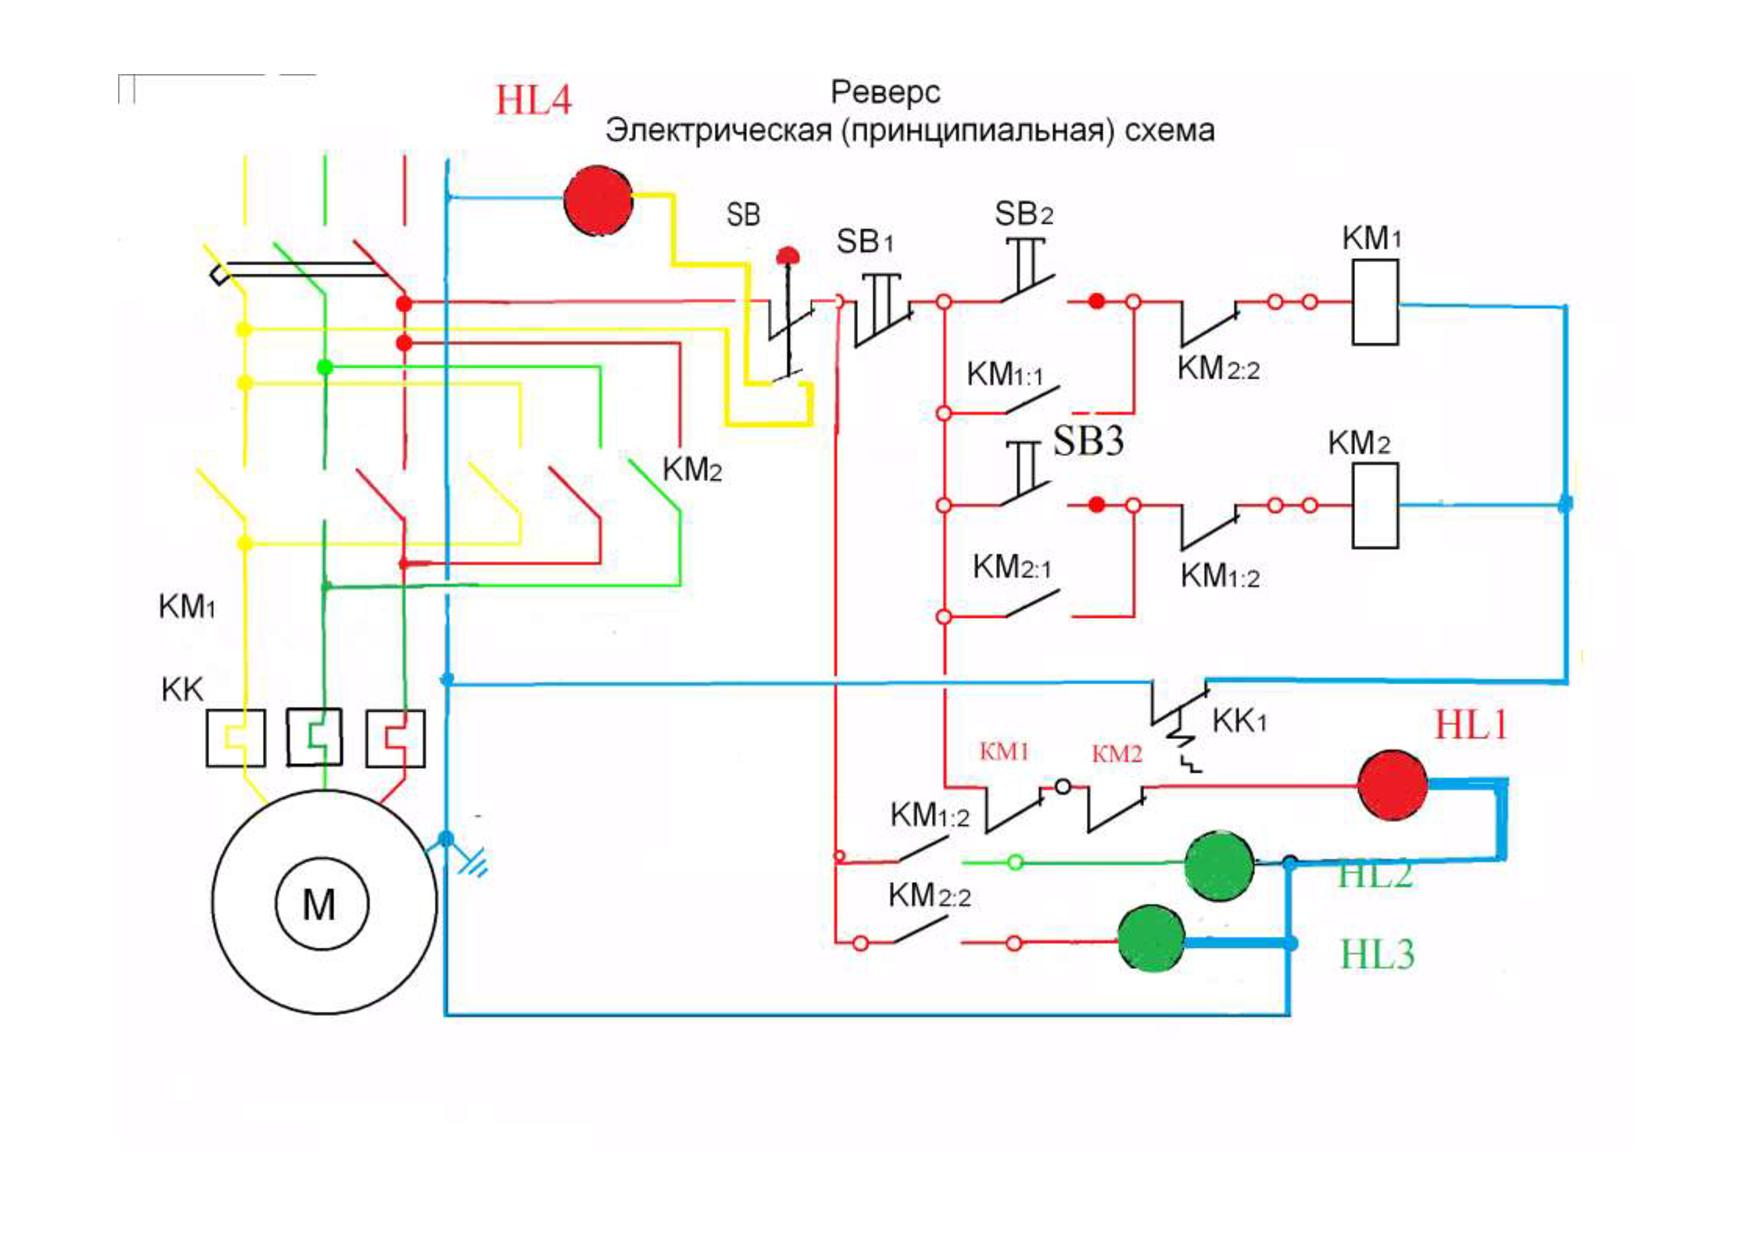 HL4
Реверс
Электрическая (принципиальная) схема
SB
SB1
SB2
KM1
KM2:2
KM1:1
SB3
KM2
KM2
KM2:1
KM1:2
KM1
KK
KK1
HL1
KM1
KM2
KM1:2
HL2
KM2:2
HL3
M